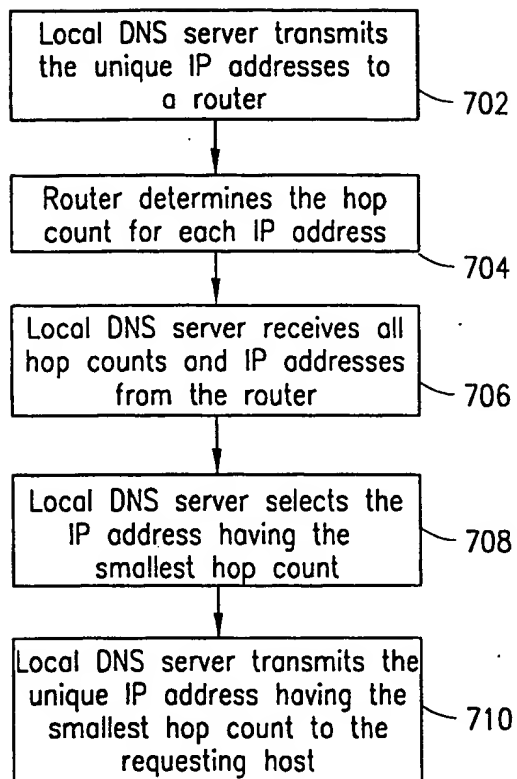 Local DNS server transmits
the unique IP addresses to
a router
702
Router determines the hop
count for each IP address
704
Local DNS server receives all
hop counts and IP addresses
from the router
706
Local DNS server selects the
IP address having the
smallest hop count
708
Local DNS server transmits the
unique IP address having the
smallest hop count to the
requesting host
710